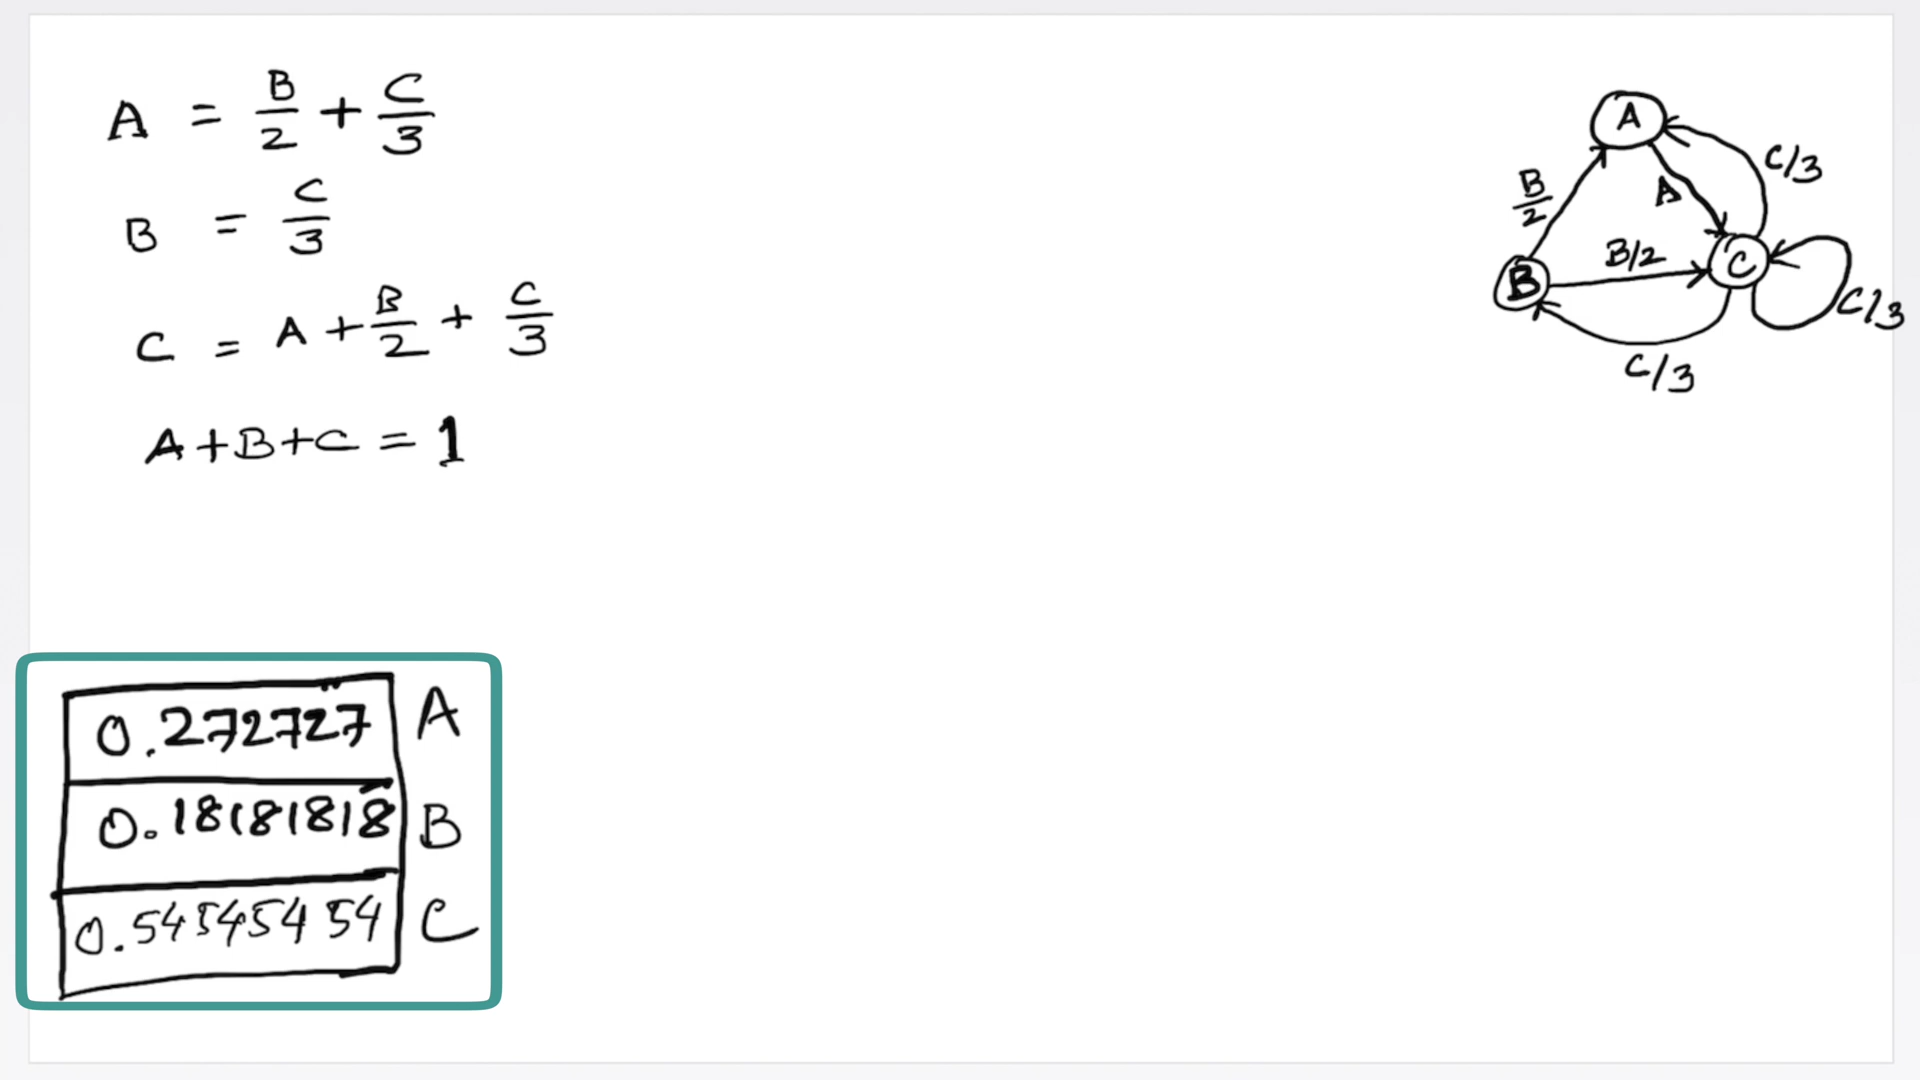 A = B/2 + C/3
B = C/3
C = A + B/2 + C/3
A+B+C = 1
A
C/3
B/2
A
B/2
C
B
C/3
C/3
0.272727 A
0.18181818 B
0.54545454 C